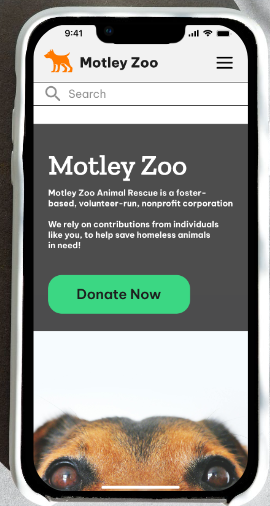 9:41
Motley Zoo
Search
Motley Zoo
Motley Zoo Animal Rescue is a foster-
based, volunteer-run, nonprofit corporation
We rely on contributions from individuals
like you, to help save homeless animals
in need!
Donate Now